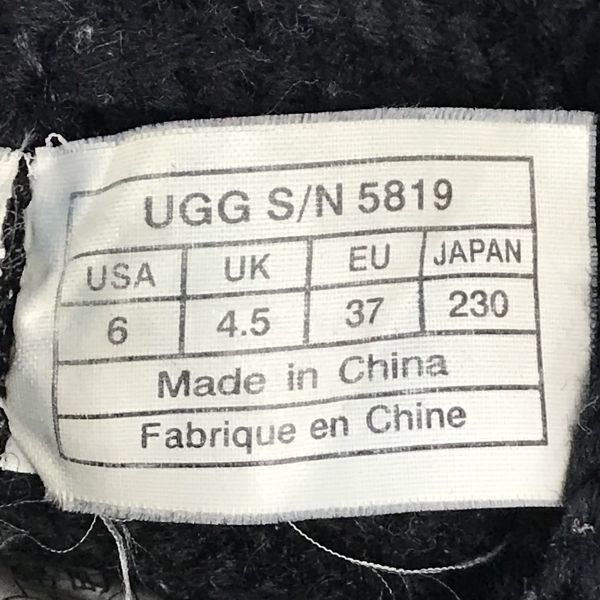 UGG S/N 5819
USA UK EU JAPAN
6 4.5 37 230
Made in China
Fabrique en Chine